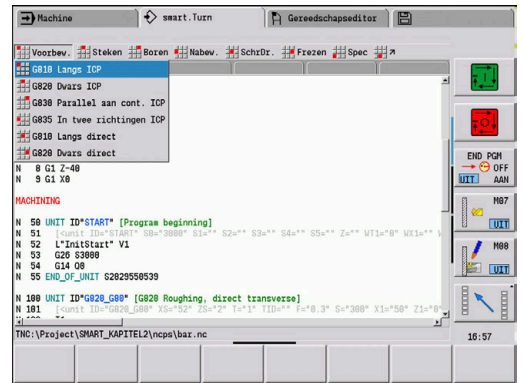 Machine
smart.Turn
Gereedschapseditor
Voorbew. Steken Boren Nabew. SchrDr. Frezen Spec
G810 Langs ICP
G820 Dwars ICP
G830 Parallel aan cont. ICP
G835 In twee richtingen ICP
G810 Langs direct
G820 Dwars direct
N 8 G1 Z-40
N 9 G1 X0
MACHINING
N 50 UNIT ID"START" [Program beginning]
N 51 [<unit ID="START" S0="3000" S1="" S2="" S3="" S4="" S5="" Z="" WT1="0" WX1=""
N 52 L"InitStart" V1
N 53 G26 S3000
N 54 G14 Q0
N 55 END_OF_UNIT S2029550539
N 100 UNIT ID"G820_G80" [G820 Roughing, direct transverse]
N 101 [<unit ID="G820_G80" XS="52" ZS="2" T="1" TID="" F="0.3" S="300" X1="50" Z1="0"
TNC:\Project\SMART_KAPITEL2\ncps\bar.nc
END PGM
OFF
UIT AAN
M07
UIT
M08
UIT
16:57